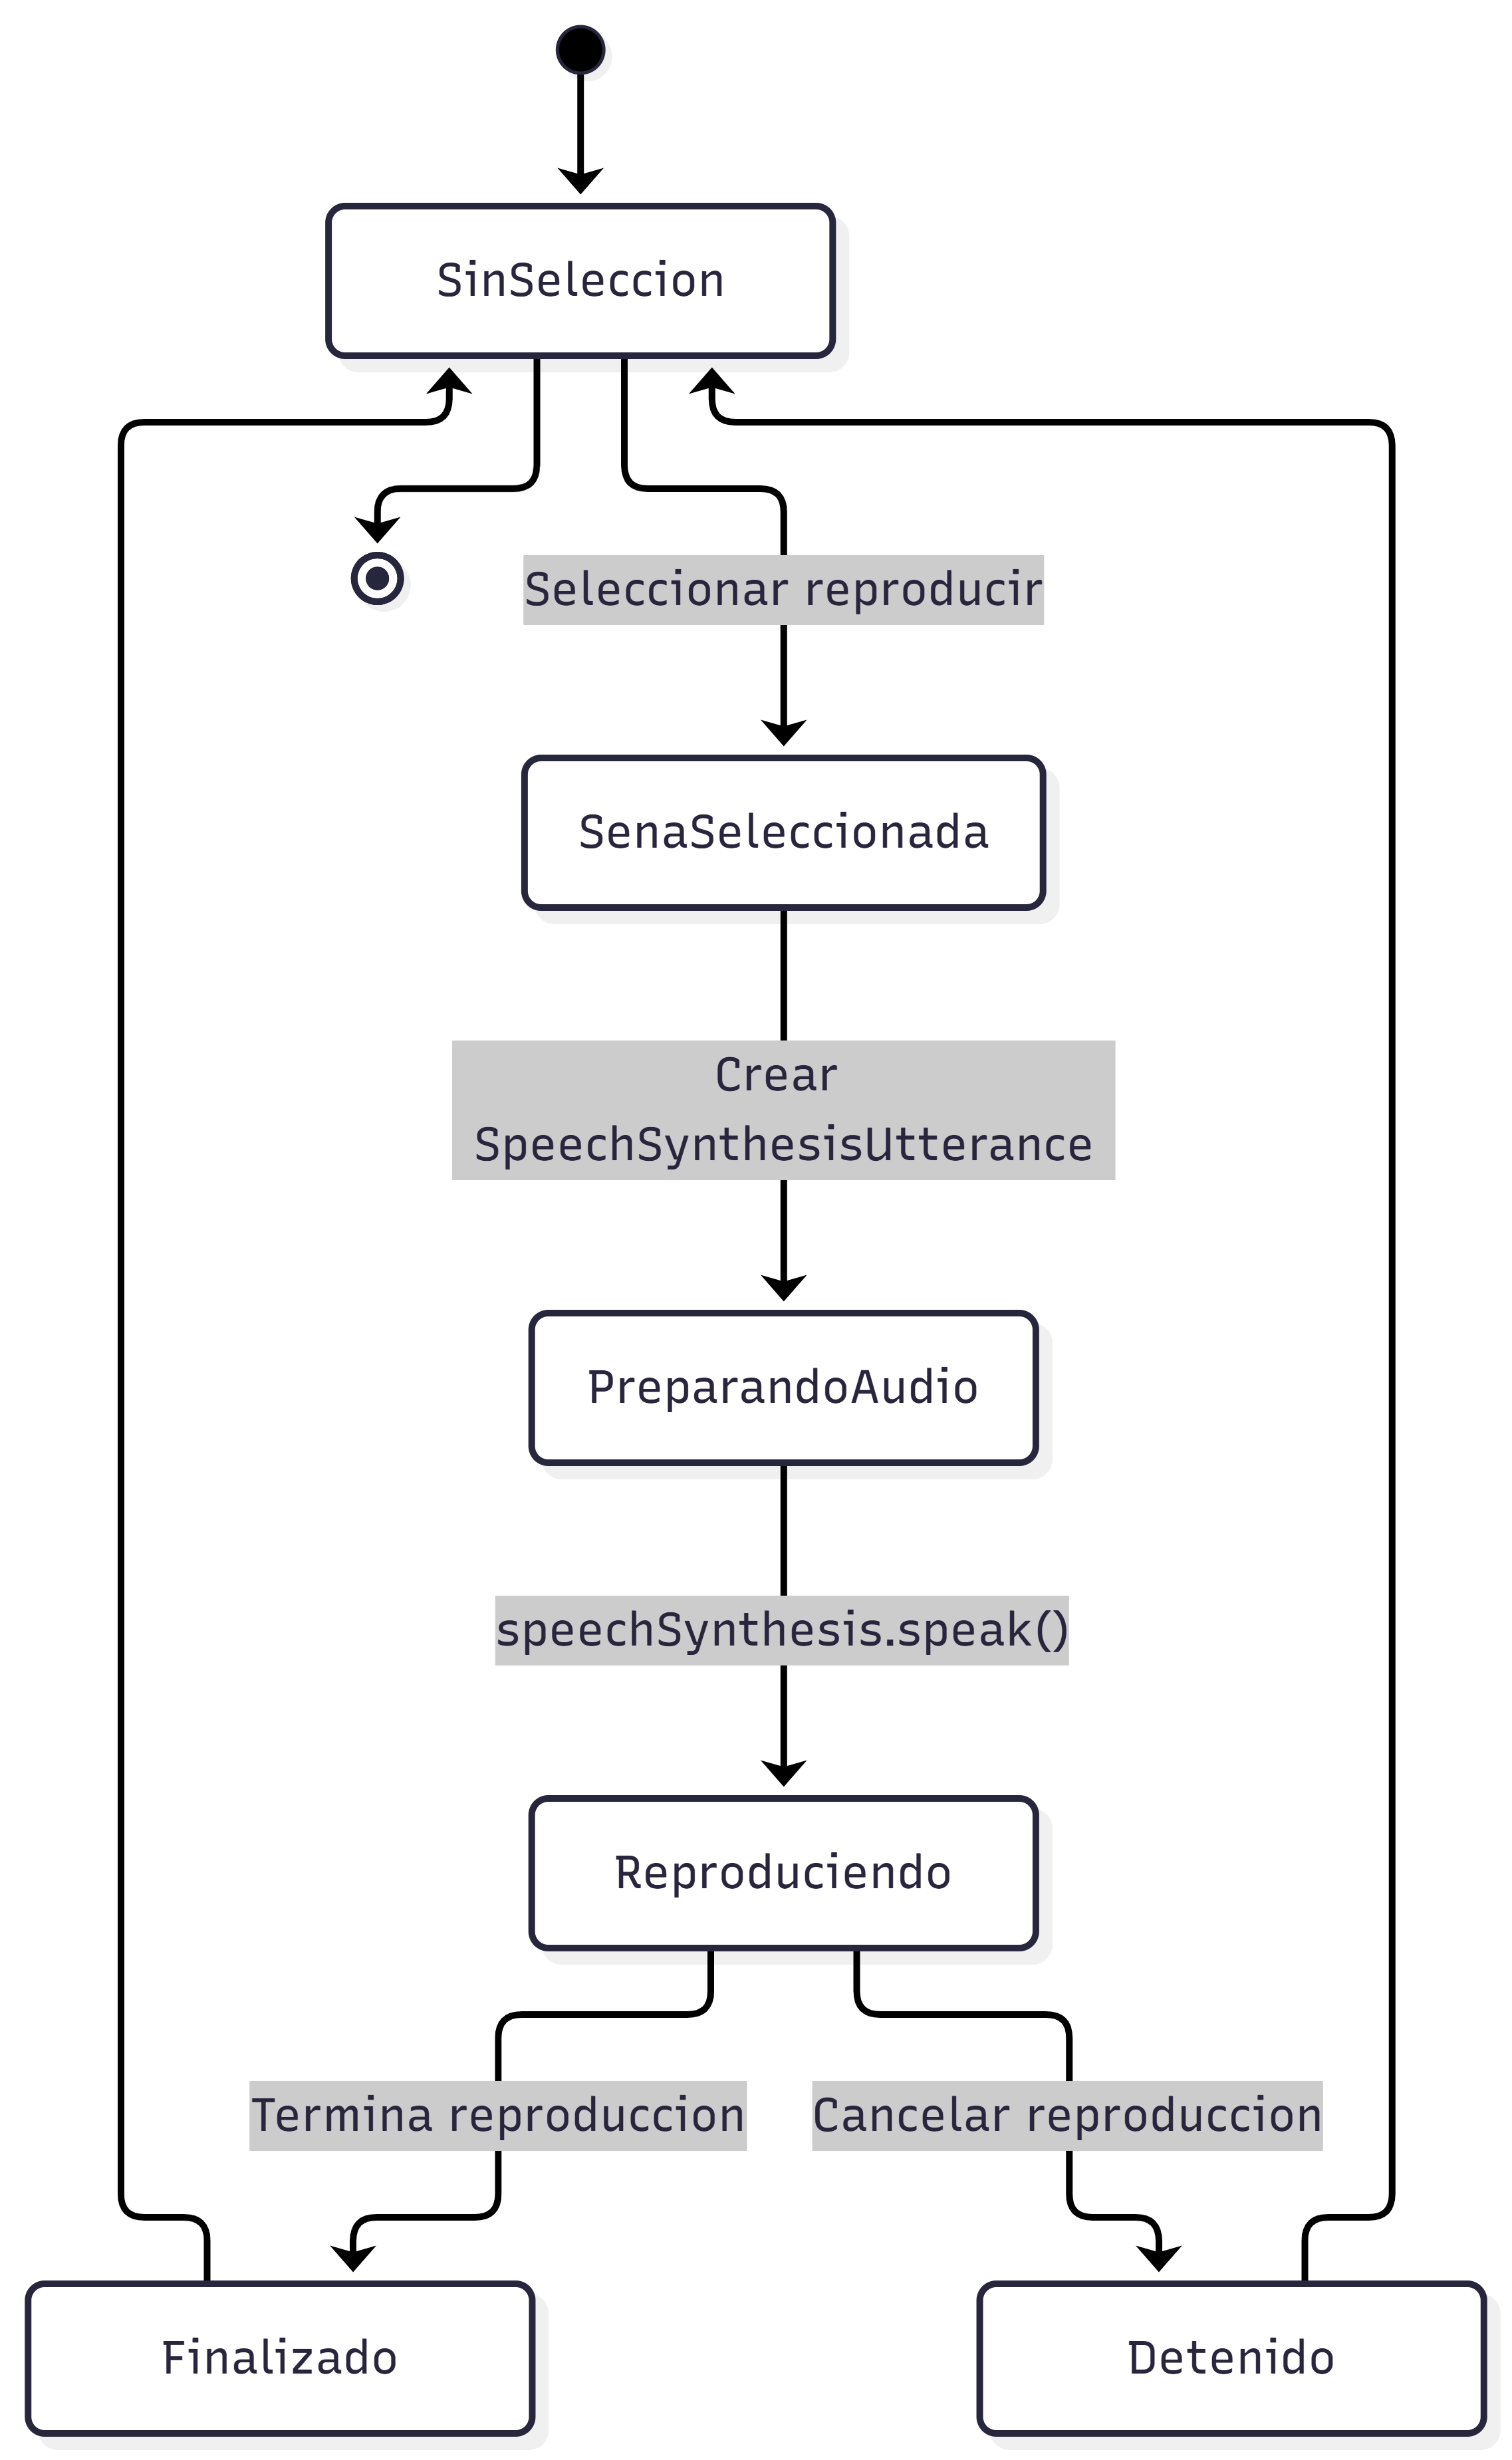 SinSeleccion
Seleccionar reproducir
SenaSeleccionada
Crear
SpeechSynthesisUtterance
PreparandoAudio
speechSynthesis.speak()
Reproduciendo
Termina reproduccion
Cancelar reproduccion
Finalizado
Detenido